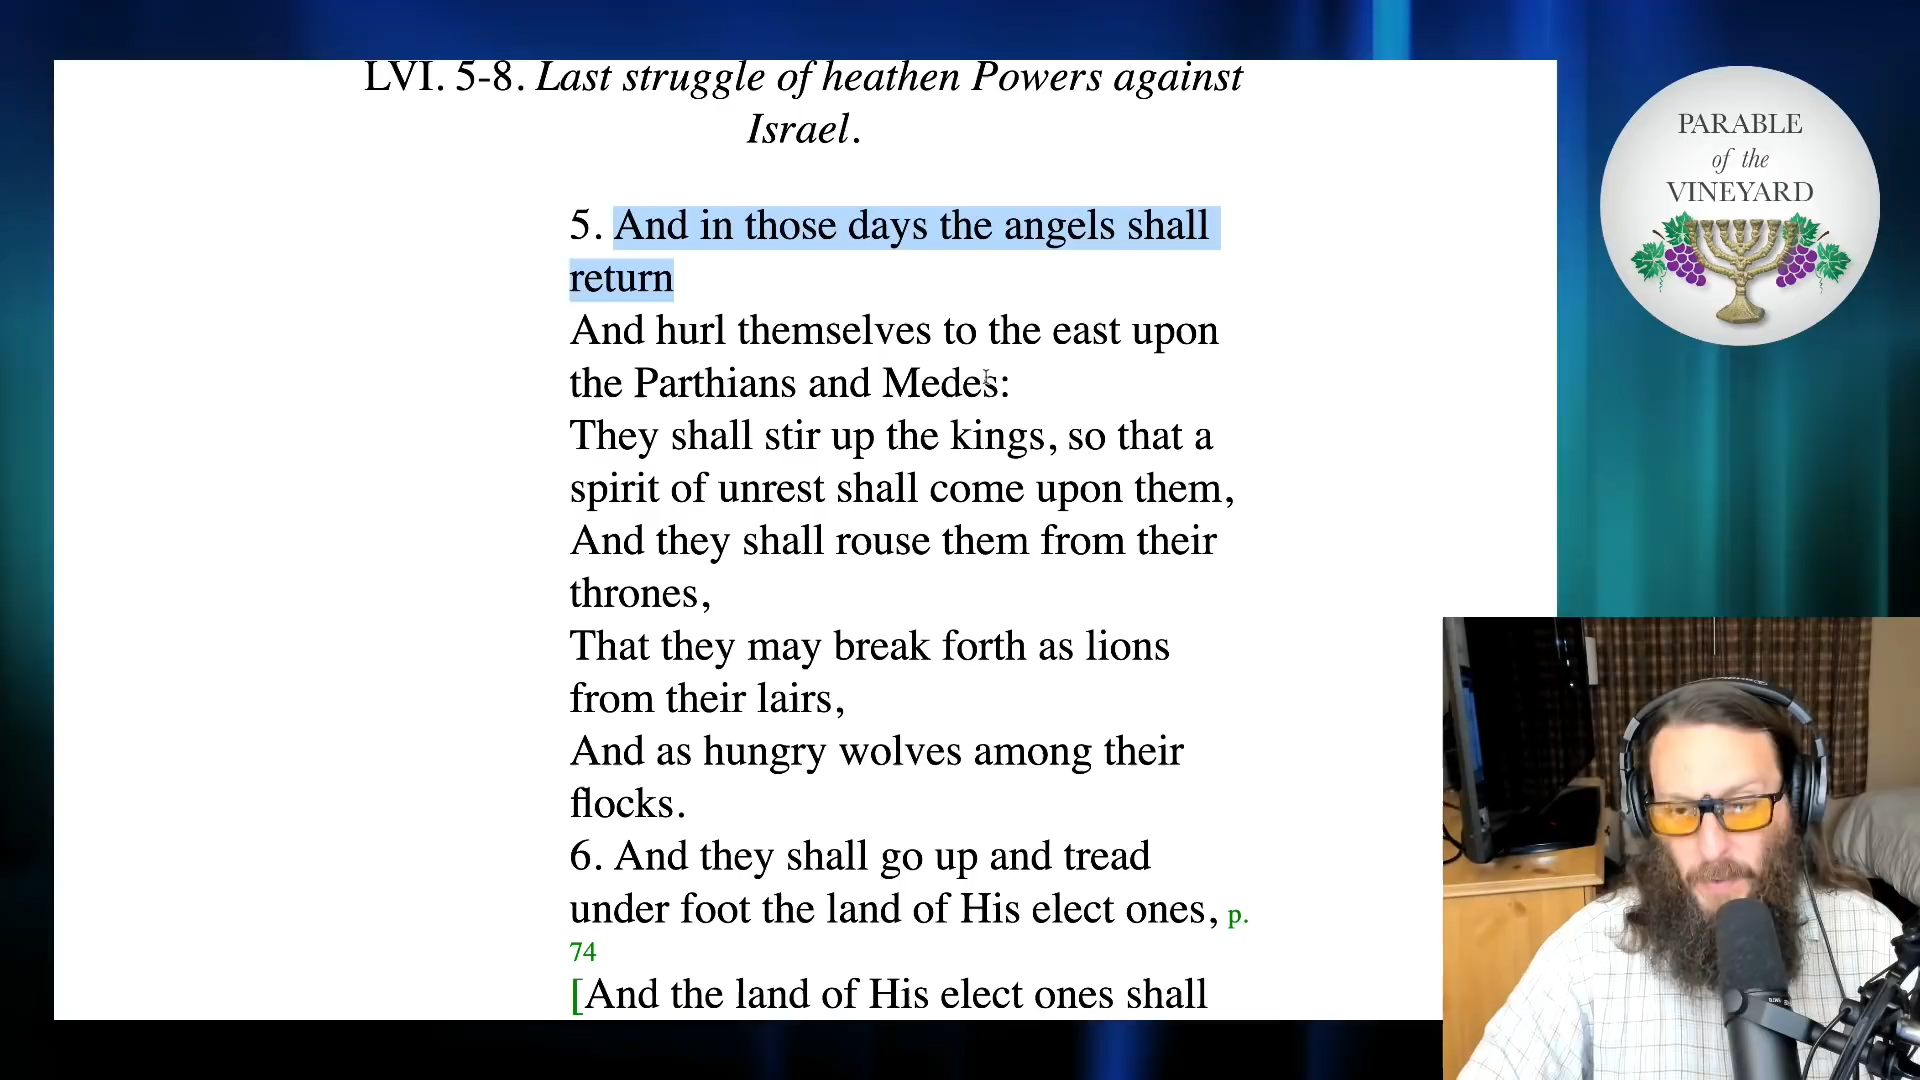 LVI. 5-8. Last struggle of heathen Powers against
Israel.
5. And in those days the angels shall
return
And hurl themselves to the east upon
the Parthians and Medes:
They shall stir up the kings, so that a
spirit of unrest shall come upon them,
And they shall rouse them from their
thrones,
That they may break forth as lions
from their lairs,
And as hungry wolves among their
flocks.
6. And they shall go up and tread
under foot the land of His elect ones, p.
74
[And the land of His elect ones shall
PARABLE
of the
VINEYARD